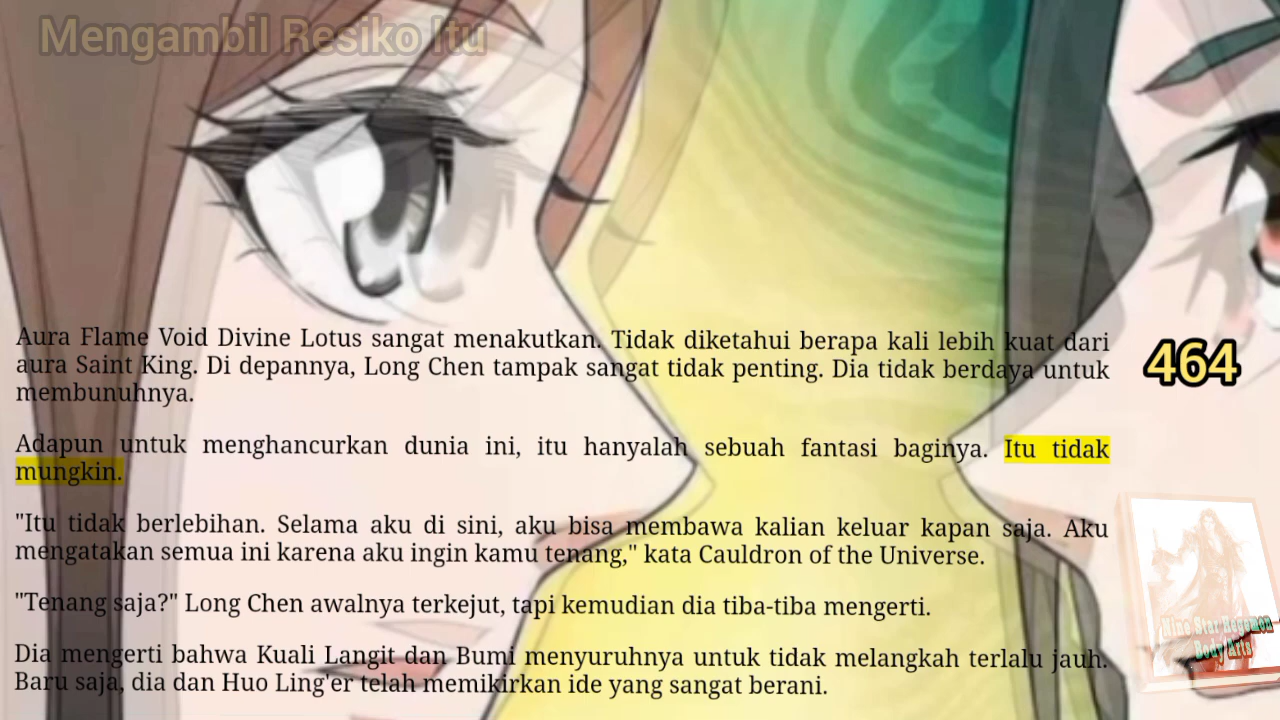 Mengambil Resiko Itu
Aura Flame Void Divine Lotus sangat menakutkan. Tidak diketahui berapa kali lebih kuat dari
aura Saint King. Di depannya, Long Chen tampak sangat tidak penting. Dia tidak berdaya untuk
membunuhnya.
464
Adapun untuk menghancurkan dunia ini, itu hanyalah sebuah fantasi baginya. Itu tidak
mungkin.
"Itu tidak berlebihan. Selama aku di sini, aku bisa membawa kalian keluar kapan saja. Aku
mengatakan semua ini karena aku ingin kamu tenang," kata Cauldron of the Universe.
"Tenang saja?" Long Chen awalnya terkejut, tapi kemudian dia tiba-tiba mengerti.
Dia mengerti bahwa Kuali Langit dan Bumi menyuruhnya untuk tidak melangkah terlalu jauh.
Baru saja, dia dan Huo Ling'er telah memikirkan ide yang sangat berani.
Nine Star Hegemon
Body Arts